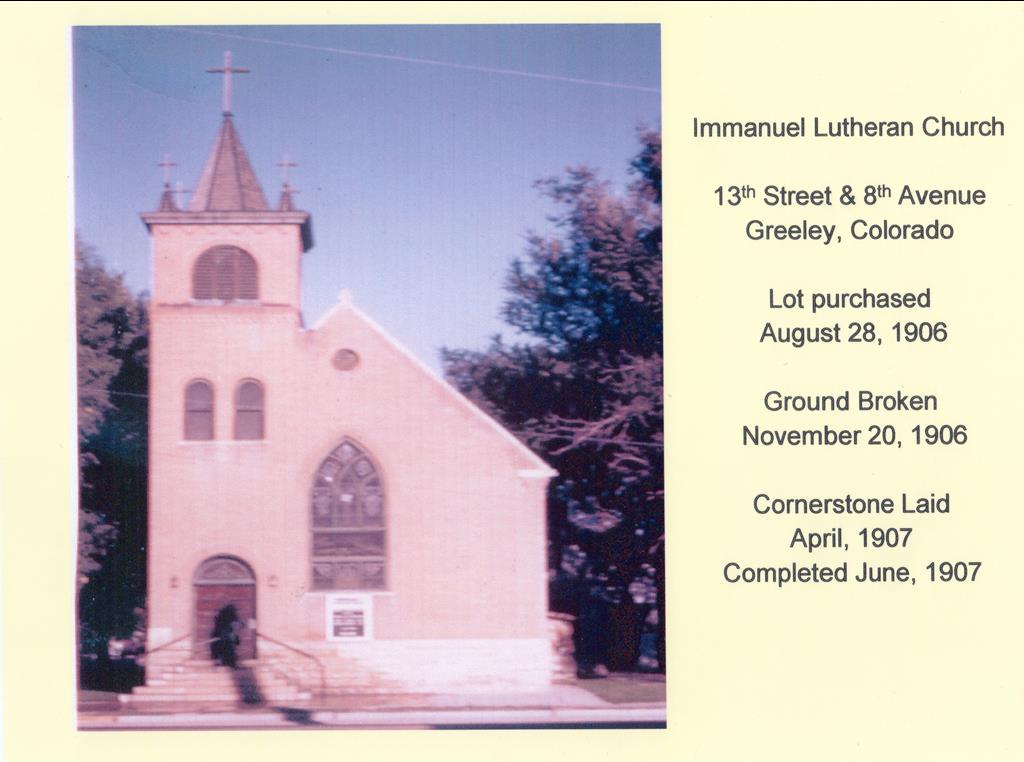 Immanuel Lutheran Church
13th Street & 8th Avenue
Greeley, Colorado
Lot purchased
August 28, 1906
Ground Broken
November 20, 1906
Cornerstone Laid
April, 1907
Completed June, 1907